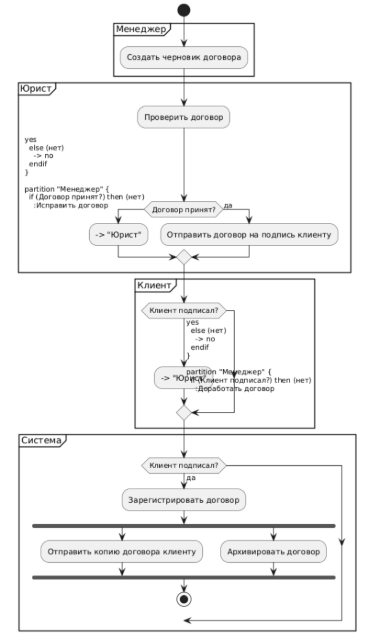 Менеджер
Создать черновик договора
Юрист
Проверить договор
yes
else (нет)
-> no
endif
}
partition "Менеджер" {
if (Договор принят?) then (нет)
:Исправить договор
Договор принят?
да
-> "Юрист"
Отправить договор на подпись клиенту
Клиент
Клиент подписал?
yes
else (нет)
-> no
endif
}
partition "Менеджер" {
-> "Юрист"
if (Клиент подписал?) then (нет)
:Доработать договор
Система
Клиент подписал?
да
Зарегистрировать договор
Отправить копию договора клиенту
Архивировать договор